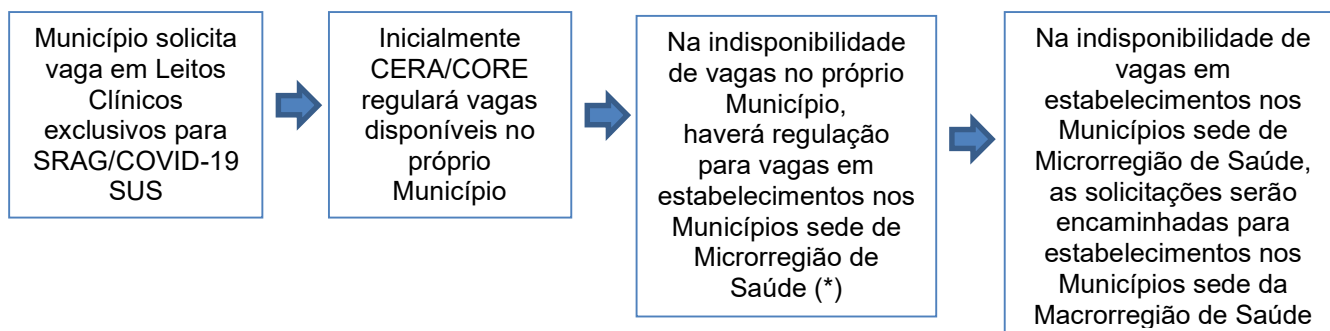 Município solicita
vaga em Leitos
Clínicos
exclusivos para
SRAG/COVID-19
SUS
Inicialmente
CERA/CORE
regulará vagas
disponíveis no
próprio
Município
Na indisponibilidade
de vagas no próprio
Município,
haverá regulação
para vagas em
estabelecimentos nos
Municípios sede de
Microrregião de
Saúde (*)
Na indisponibilidade de
vagas em
estabelecimentos nos
Municípios sede de
Microrregião de Saúde,
as solicitações serão
encaminhadas para
estabelecimentos nos
Municípios sede da
Macrorregião de Saúde